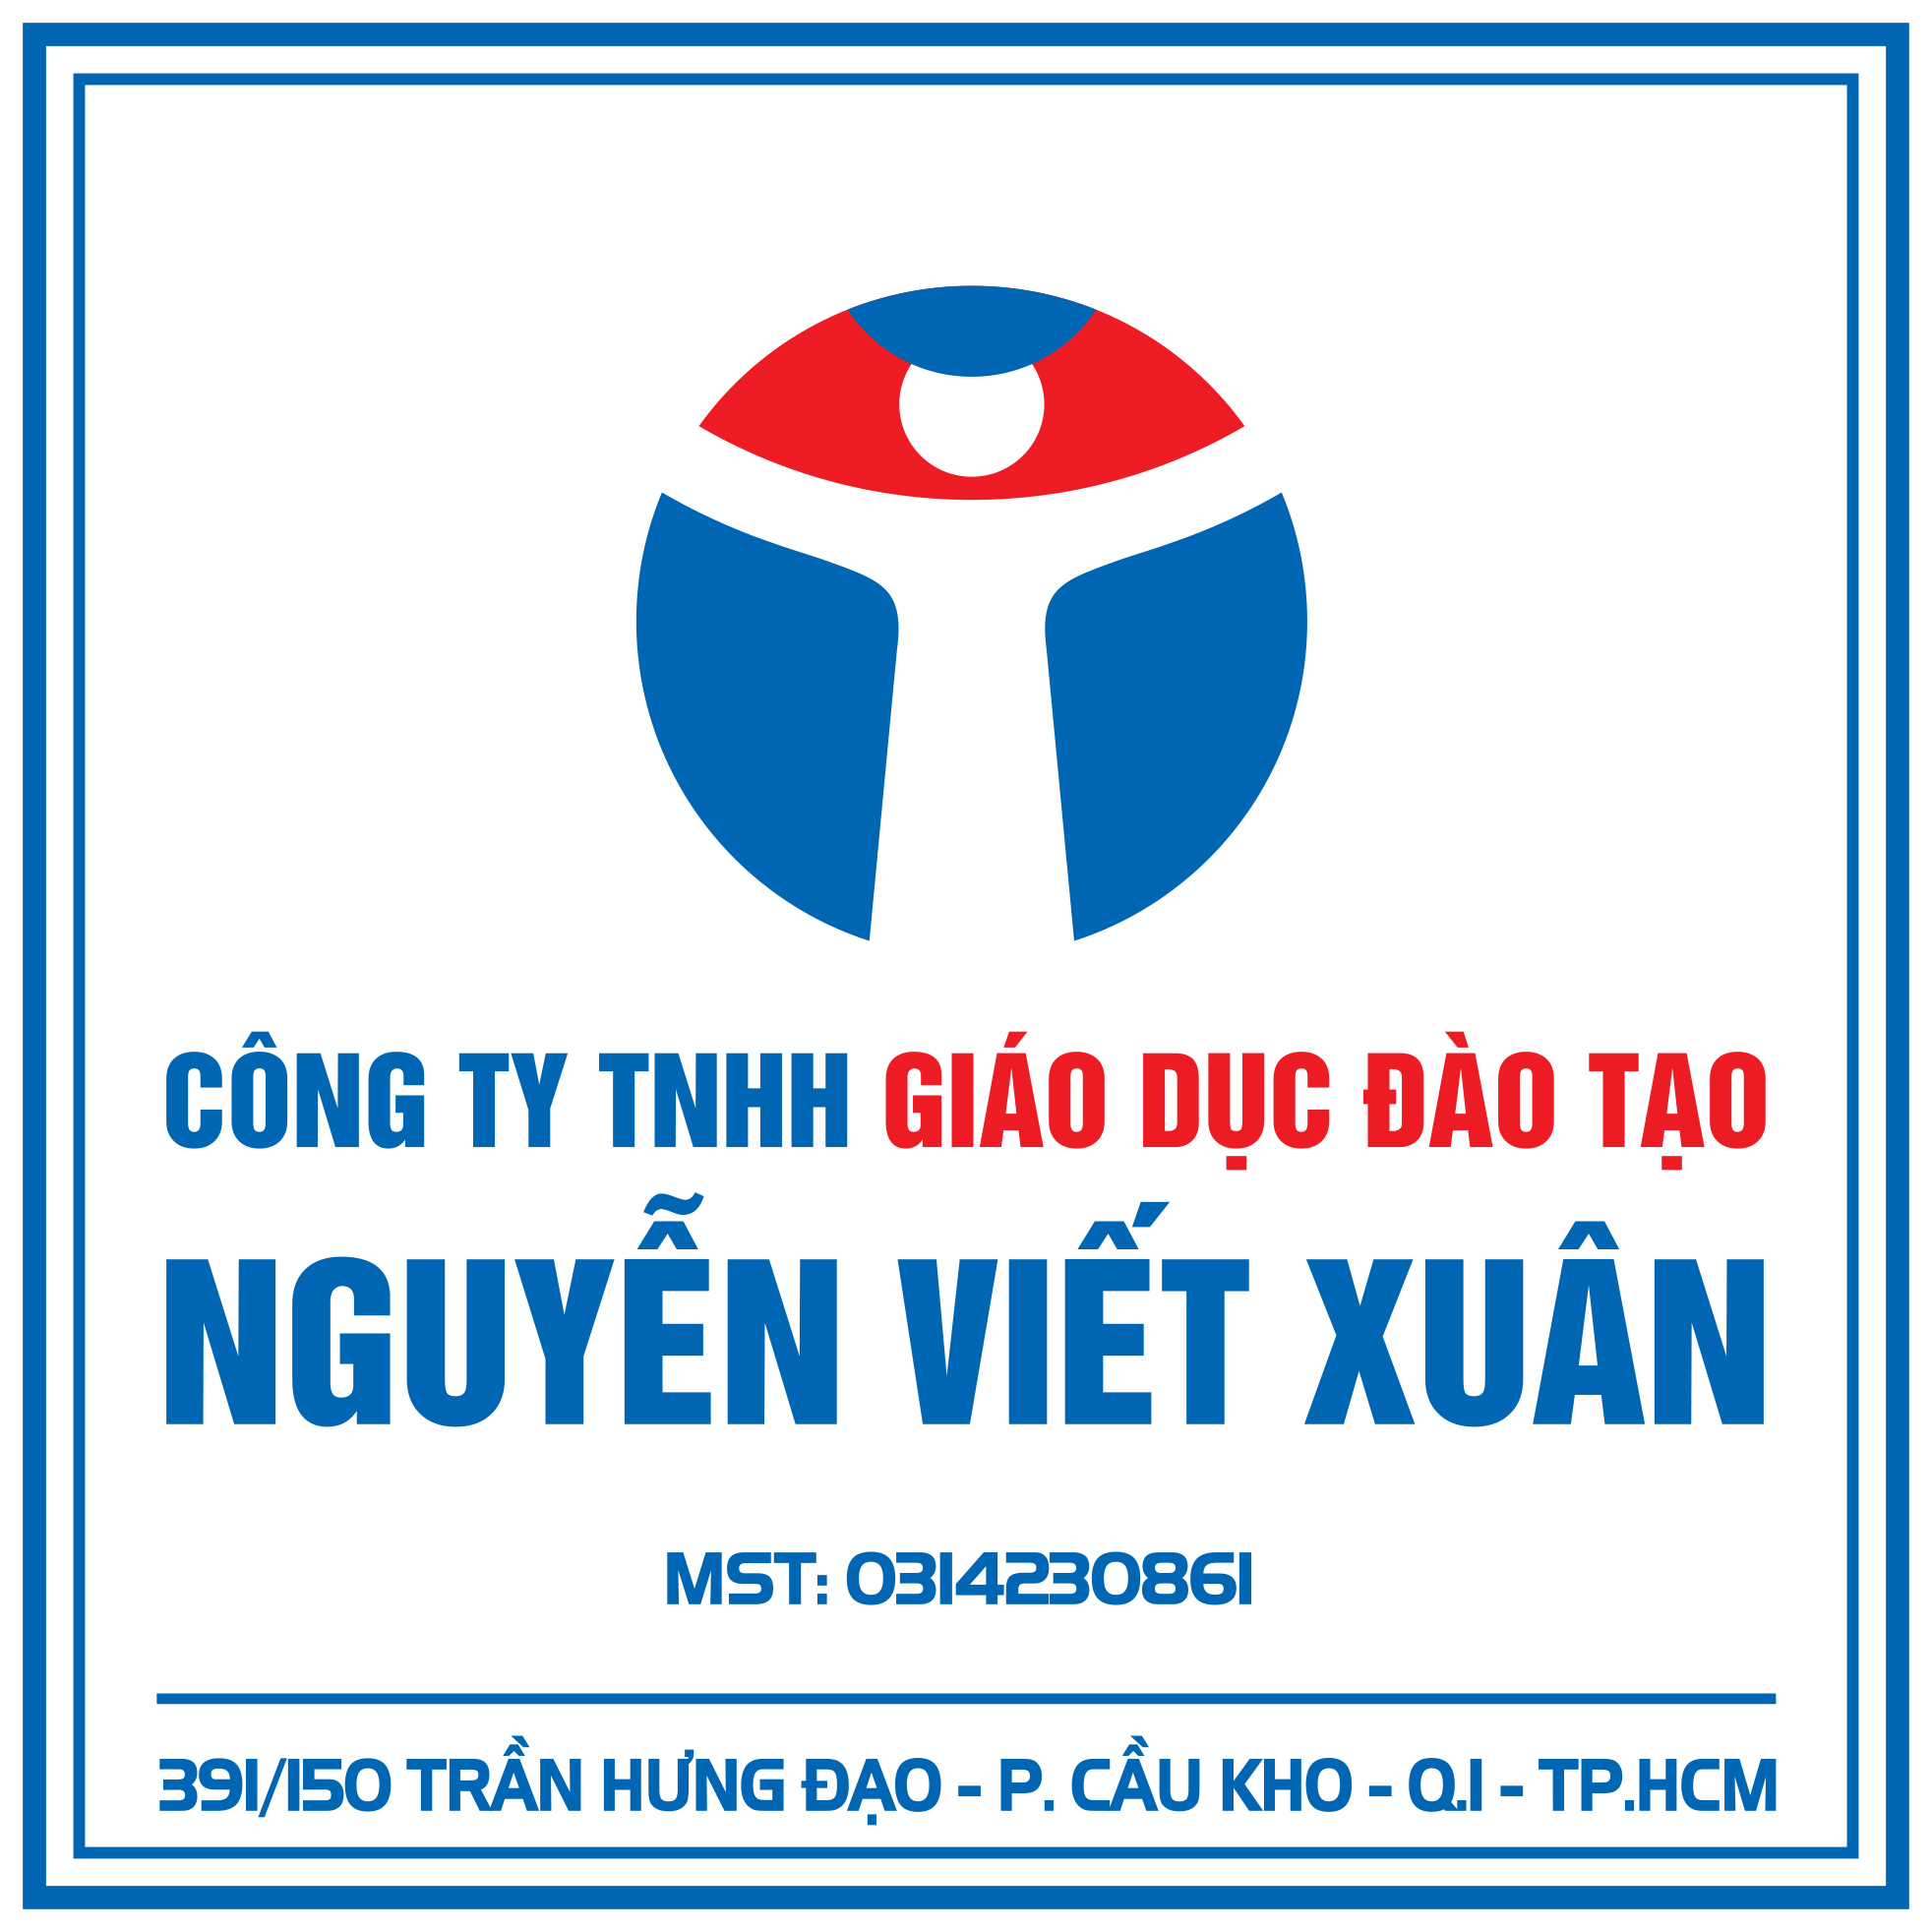 CÔNG TY TNHH GIÁO DỤC ĐÀO TẠO
NGUYỄN VIẾT XUÂN
MST: 0314230861
391/150 TRẦN HƯNG ĐẠO - P. CẦU KHO - Q.1 - TP.HCM